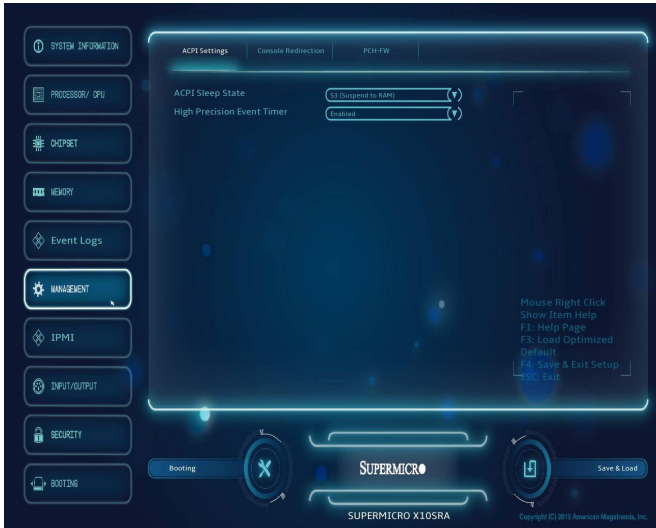 SYSTEM INFORMATION
PROCESSOR/ CPU
CHIPSET
MEMORY
Event Logs
MANAGEMENT
IPMI
INPUT/OUTPUT
SECURITY
BOOTING
ACPI Settings
Console Redirection
PCH-FW
ACPI Sleep State
S3 (Suspend to RAM)
High Precision Event Timer
Enabled
Mouse Right Click
Show Item Help
F1: Help Page
F3: Load Optimized
Default
F4: Save & Exit Setup
ESC: Exit
Booting
SUPERMICRO
Save & Load
SUPERMICRO X10SRA
Copyright (C) 2015 American Megatrends, Inc.